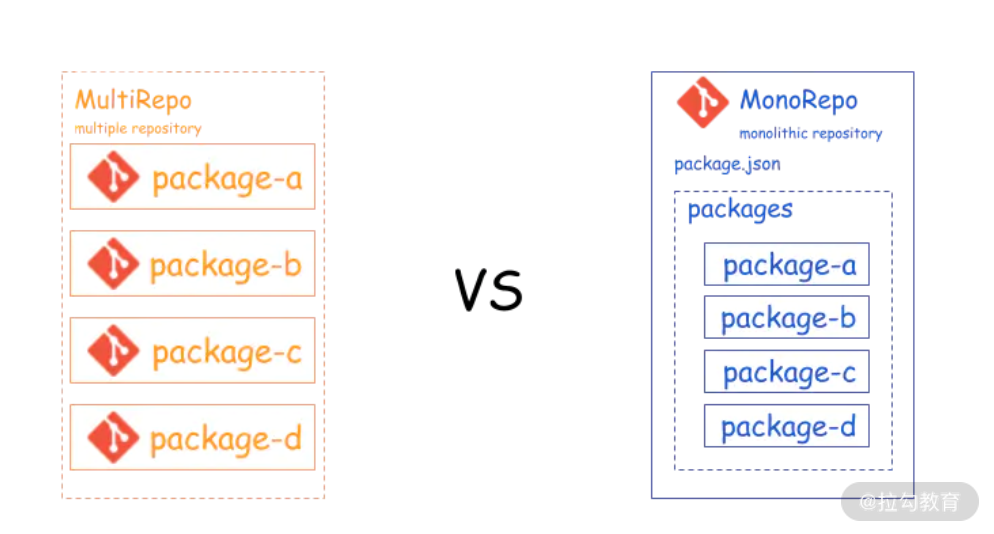 MultiRepo
multiple repository
package-a
package-b
package-c
package-d
VS
MonoRepo
monolithic repository
package.json
packages
package-a
package-b
package-c
package-d
@拉勾教育